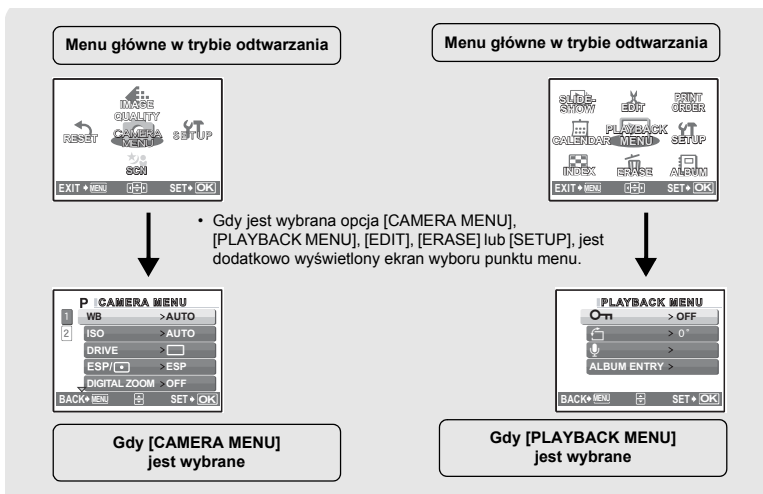 Menu główne w trybie odtwarzania
Menu główne w trybie odtwarzania
IMAGE
QUALITY
RESET
CAMERA
MENU
SETUP
SCN
EXIT MENU SET OK
SLIDE-
SHOW
EDIT
PRINT
ORDER
CALENDAR
PLAYBACK
MENU
SETUP
INDEX
ERASE
ALBUM
EXIT MENU SET OK
• Gdy jest wybrana opcja [CAMERA MENU],
[PLAYBACK MENU], [EDIT], [ERASE] lub [SETUP], jest
dodatkowo wyświetlony ekran wyboru punktu menu.
P CAMERA MENU
1 WB >AUTO
2 ISO >AUTO
DRIVE >
ESP/ >ESP
DIGITAL ZOOM >OFF
BACK MENU SET OK
PLAYBACK MENU
> OFF
> 0°
>
ALBUM ENTRY >
BACK MENU SET OK
Gdy [CAMERA MENU]
jest wybrane
Gdy [PLAYBACK MENU]
jest wybrane